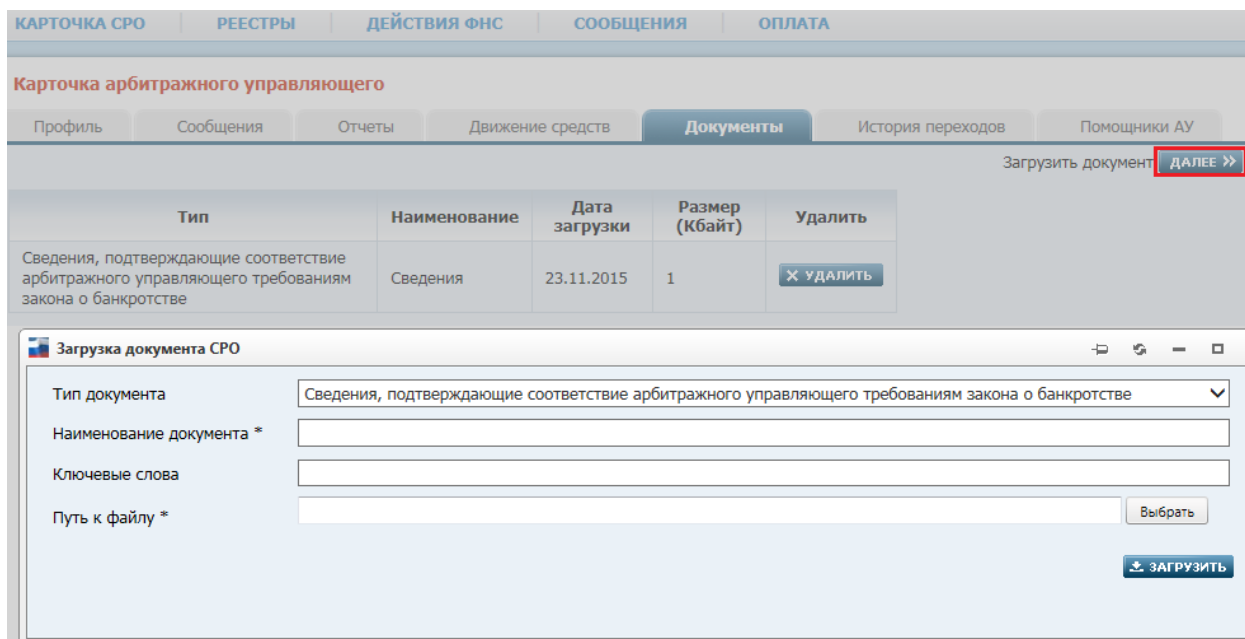 КАРТОЧКА СРО РЕЕСТРЫ ДЕЙСТВИЯ ФНС СООБЩЕНИЯ ОПЛАТА
Карточка арбитражного управляющего
Профиль Сообщения Отчеты Движение средств Документы История переходов Помощники АУ
Загрузить документ ДАЛЕЕ
Тип Наименование Дата загрузки Размер (Кбайт) Удалить
Сведения, подтверждающие соответствие
арбитражного управляющего требованиям
закона о банкротстве
Сведения 23.11.2015 1 X УДАЛИТЬ
Загрузка документа СРО
Тип документа Сведения, подтверждающие соответствие арбитражного управляющего требованиям закона о банкротстве
Наименование документа *
Ключевые слова
Путь к файлу * Выбрать
ЗАГРУЗИТЬ